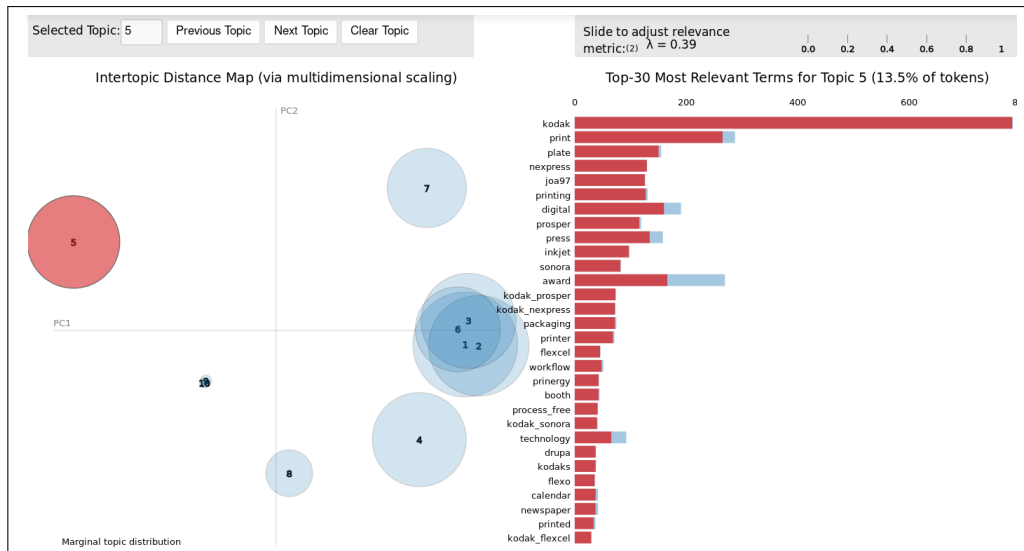 Selected Topic: 5 Previous Topic Next Topic Clear Topic
Slide to adjust relevance
metric:(2) λ = 0.39
0.0 0.2 0.4 0.6 0.8 1
Intertopic Distance Map (via multidimensional scaling)
PC2
PC1
5
7
3
6
1 2
4
8
Marginal topic distribution
Top-30 Most Relevant Terms for Topic 5 (13.5% of tokens)
0 200 400 600 8
kodak
print
plate
nexpress
joa97
printing
digital
prosper
press
inkjet
sonora
award
kodak_prosper
kodak_nexpress
packaging
printer
flexcel
workflow
prinergy
booth
process_free
kodak_sonora
technology
drupa
kodaks
flexo
calendar
newspaper
printed
kodak_flexcel